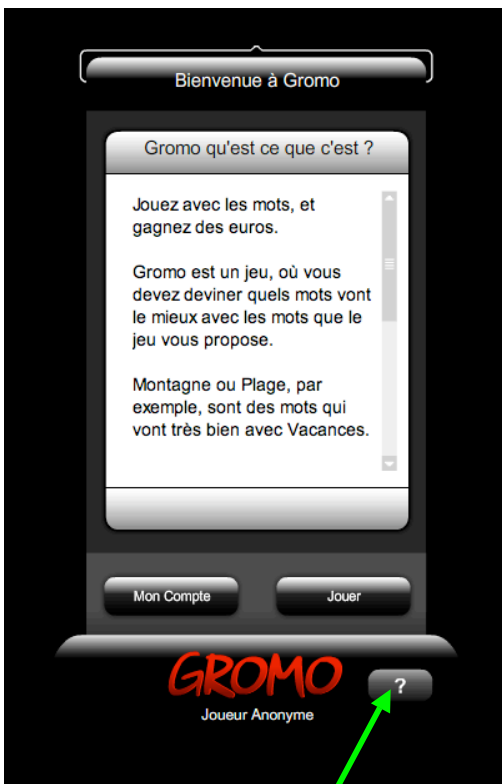 Bienvenue à Gromo
Gromo qu'est ce que c'est ?
Jouez avec les mots, et
gagnez des euros.
Gromo est un jeu, où vous
devez deviner quels mots vont
le mieux avec les mots que le
jeu vous propose.
Montagne ou Plage, par
exemple, sont des mots qui
vont très bien avec Vacances.
Mon Compte
Jouer
GROMO
?
Joueur Anonyme